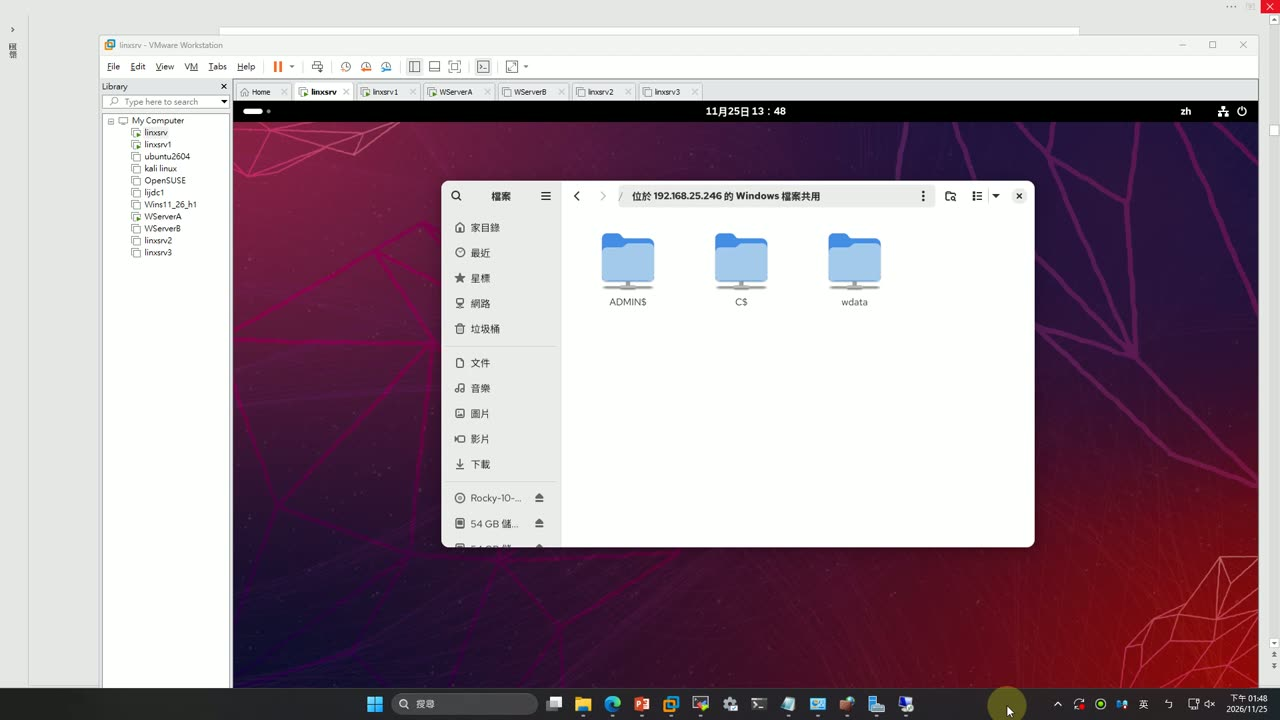 linxsrv - VMware Workstation
File Edit View VM Tabs Help
Library
Type here to search
My Computer
linxsrv
linxsrv1
ubuntu2604
kali linux
OpenSUSE
lijdc1
Wins11_26_h1
WServerA
WServerB
linxsrv2
linxsrv3
Home linxsrv linxsrv1 WServerA WServerB linxsrv2 linxsrv3
11月25日 13：48
zh
檔案
/ 位於 192.168.25.246 的 Windows 檔案共用
家目錄
最近
星標
網路
垃圾桶
文件
音樂
圖片
影片
下載
Rocky-10-...
54 GB 儲...
ADMIN$
C$
wdata
搜尋
英
下午 01:48
2026/11/25